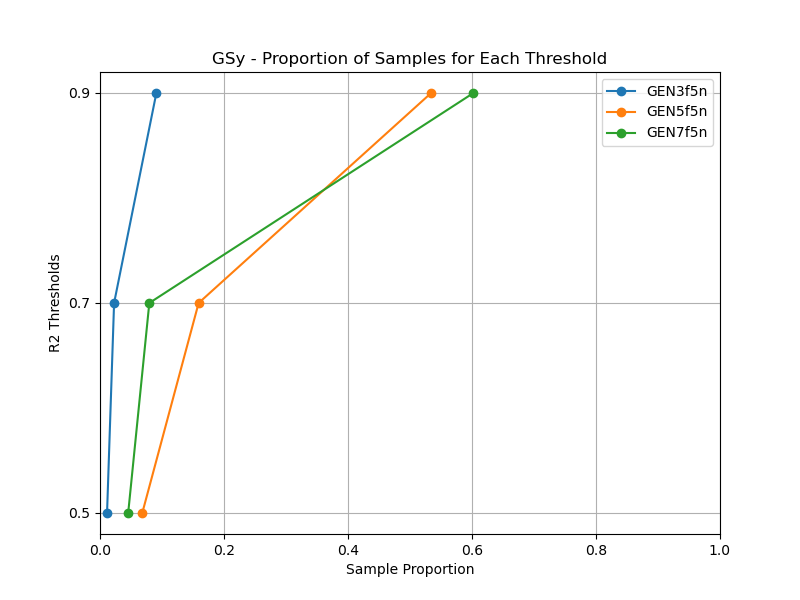 GSy - Proportion of Samples for Each Threshold
GEN3f5n
GEN5f5n
GEN7f5n
R2 Thresholds
0.9
0.7
0.5
0.0 0.2 0.4 0.6 0.8 1.0
Sample Proportion